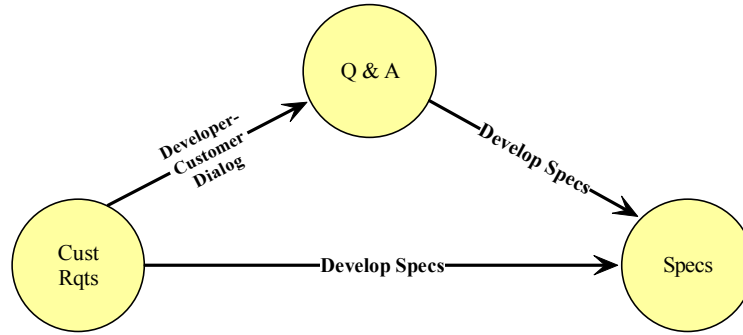 Q & A
Developer-
Customer
Dialog
Develop Specs
Cust
Rqts
Develop Specs
Specs